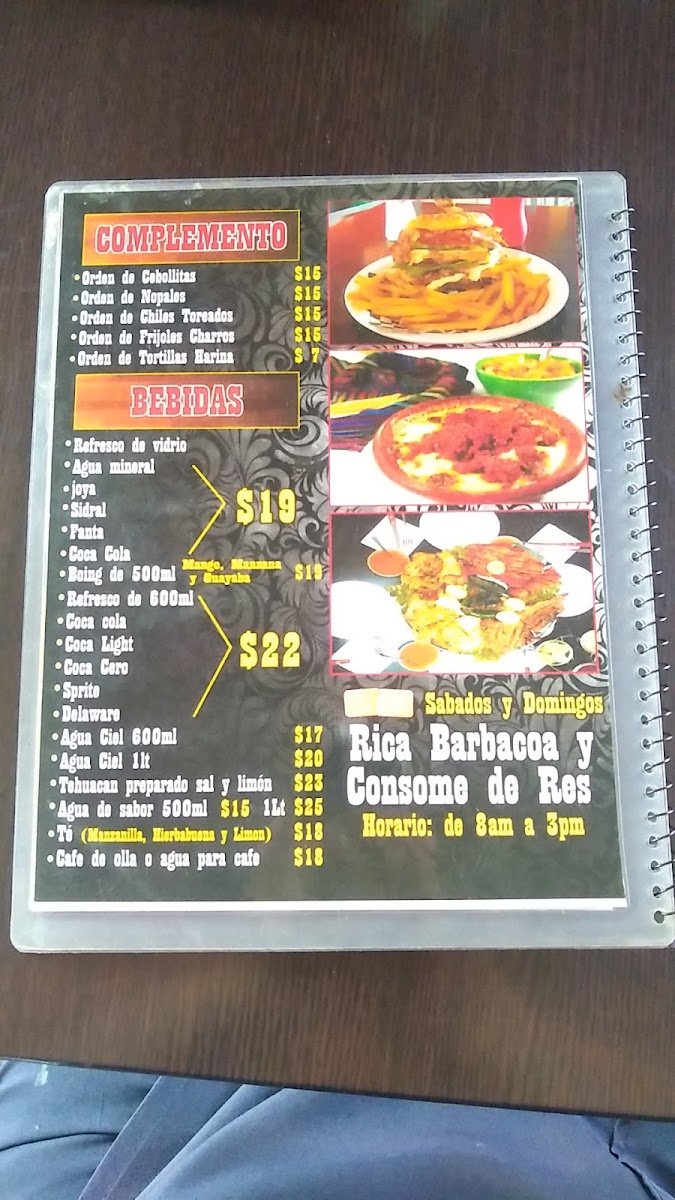 COMPLEMENTO
• Orden de Cebollitas $15
• Orden de Nopales $15
• Orden de Chiles Toreados $15
• Orden de Frijoles Charros $15
• Orden de Tortillas Harina $ 7
BEBIDAS
• Refresco de vidrio
• Agua mineral
• joya
• Sidral
• Fanta
• Coca Cola
$19
• Boing de 500ml Mango, Manzana y Guayaba $19
• Refresco de 600ml
• Coca cola
• Coca Light
• Coca Cero
• Sprite
• Delaware
$22
• Agua Ciel 600ml $17
• Agua Ciel 1lt $20
• Tehuacan preparado sal y limón $23
• Agua de sabor 500ml $15 1Lt $25
• Té (Manzanilla, Hierbabuena y Limon) $18
• Cafe de olla o agua para cafe $18
Sabados y Domingos
Rica Barbacoa y
Consome de Res
Horario: de 8am a 3pm